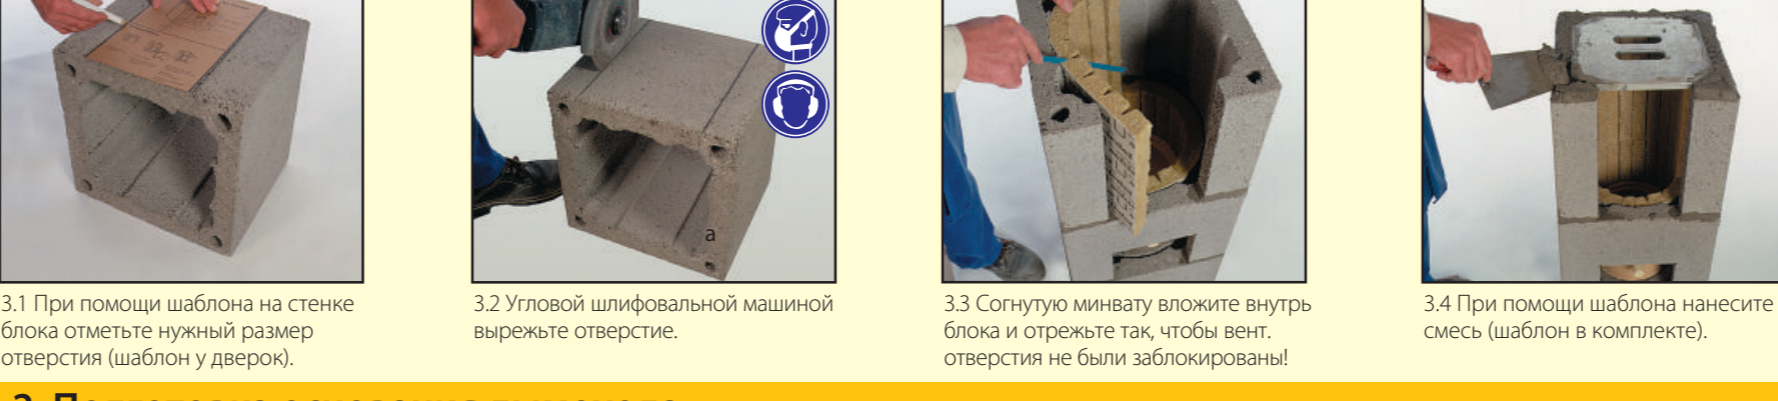 a
3.1 При помощи шаблона на стенке
блока отметьте нужный размер
отверстия (шаблон у дверок).
3.2 Угловой шлифовальной машиной
вырежьте отверстие.
3.3 Согнутую минвату вложите внутрь
блока и отрежьте так, чтобы вент.
отверстия не были заблокированы!
3.4 При помощи шаблона нанесите
смесь (шаблон в комплекте).